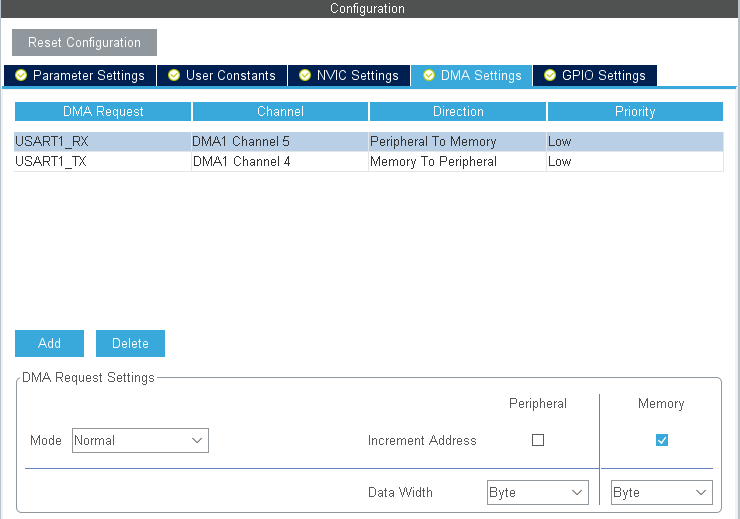 Configuration
Reset Configuration
Parameter Settings User Constants NVIC Settings DMA Settings GPIO Settings
DMA Request Channel Direction Priority
USART1_RX DMA1 Channel 5 Peripheral To Memory Low
USART1_TX DMA1 Channel 4 Memory To Peripheral Low
Add Delete
DMA Request Settings
Peripheral Memory
Mode Normal Increment Address
Data Width Byte Byte